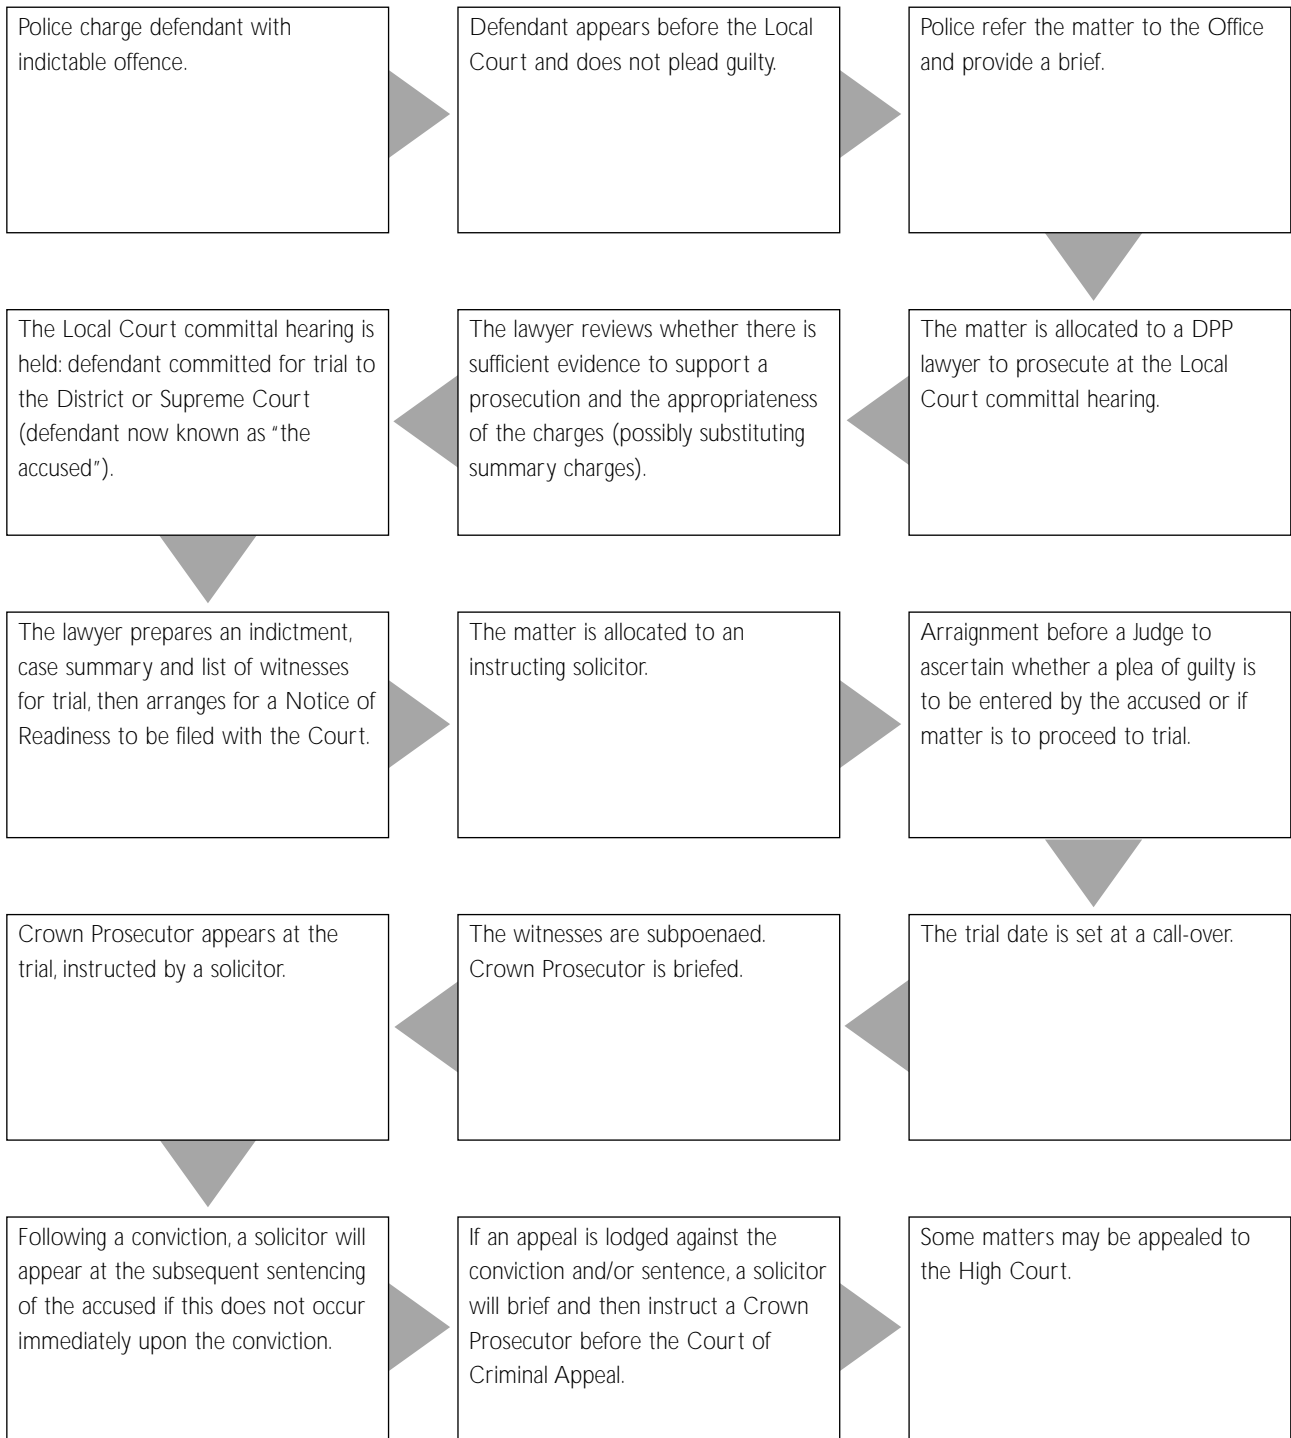 Police charge defendant with
indictable offence.
Defendant appears before the Local
Court and does not plead guilty.
Police refer the matter to the Office
and provide a brief.
The matter is allocated to a DPP
lawyer to prosecute at the Local
Court committal hearing.
The lawyer reviews whether there is
sufficient evidence to support a
prosecution and the appropriateness
of the charges (possibly substituting
summary charges).
The Local Court committal hearing is
held: defendant committed for trial to
the District or Supreme Court
(defendant now known as "the
accused").
The lawyer prepares an indictment,
case summary and list of witnesses
for trial, then arranges for a Notice of
Readiness to be filed with the Court.
The matter is allocated to an
instructing solicitor.
Arraignment before a Judge to
ascertain whether a plea of guilty is
to be entered by the accused or if
matter is to proceed to trial.
The trial date is set at a call-over.
The witnesses are subpoenaed.
Crown Prosecutor is briefed.
Crown Prosecutor appears at the
trial, instructed by a solicitor.
Following a conviction, a solicitor will
appear at the subsequent sentencing
of the accused if this does not occur
immediately upon the conviction.
If an appeal is lodged against the
conviction and/or sentence, a solicitor
will brief and then instruct a Crown
Prosecutor before the Court of
Criminal Appeal.
Some matters may be appealed to
the High Court.